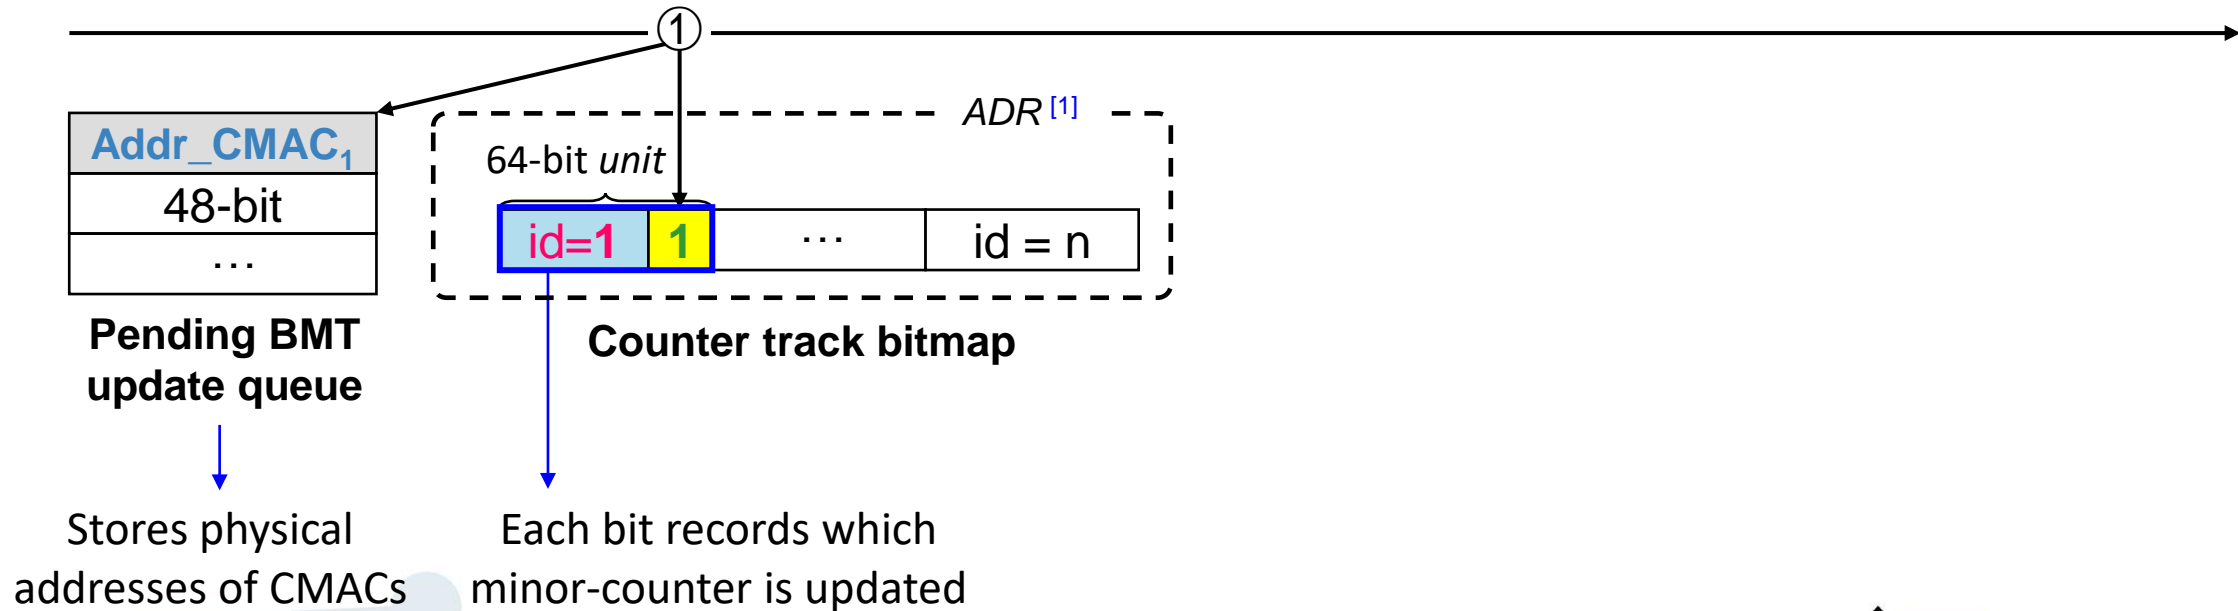 1
ADR [1]
Addr_CMAC₁
48-bit
...
64-bit unit
id=1 1 ... id = n
Pending BMT
update queue
Counter track bitmap
Stores physical
addresses of CMACs
Each bit records which
minor-counter is updated